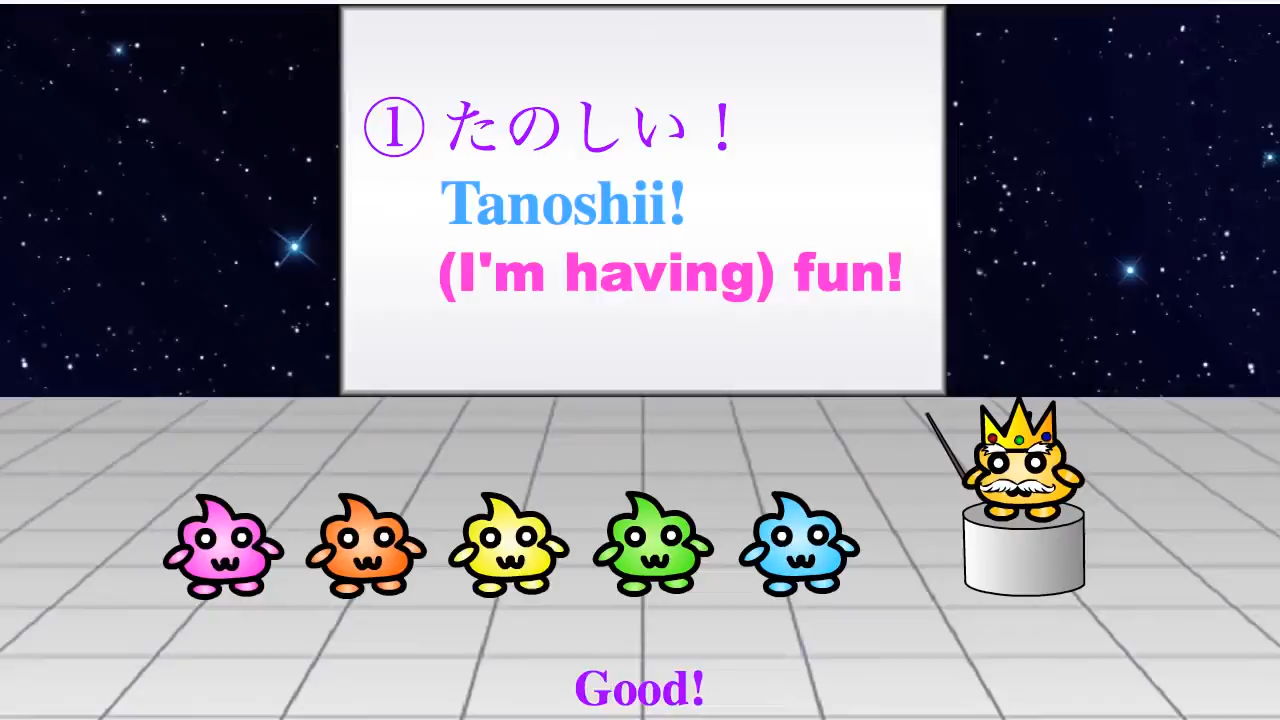 ① たのしい！
Tanoshii!
(I'm having) fun!
Good!